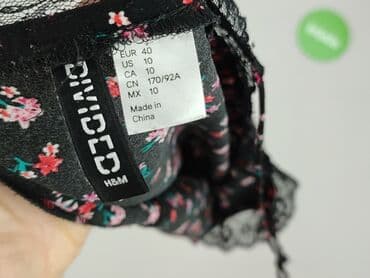 EUR 40
US 10
CA 10
CN 170/92A
MX 10
Made in
China
DIVIDED
H&M